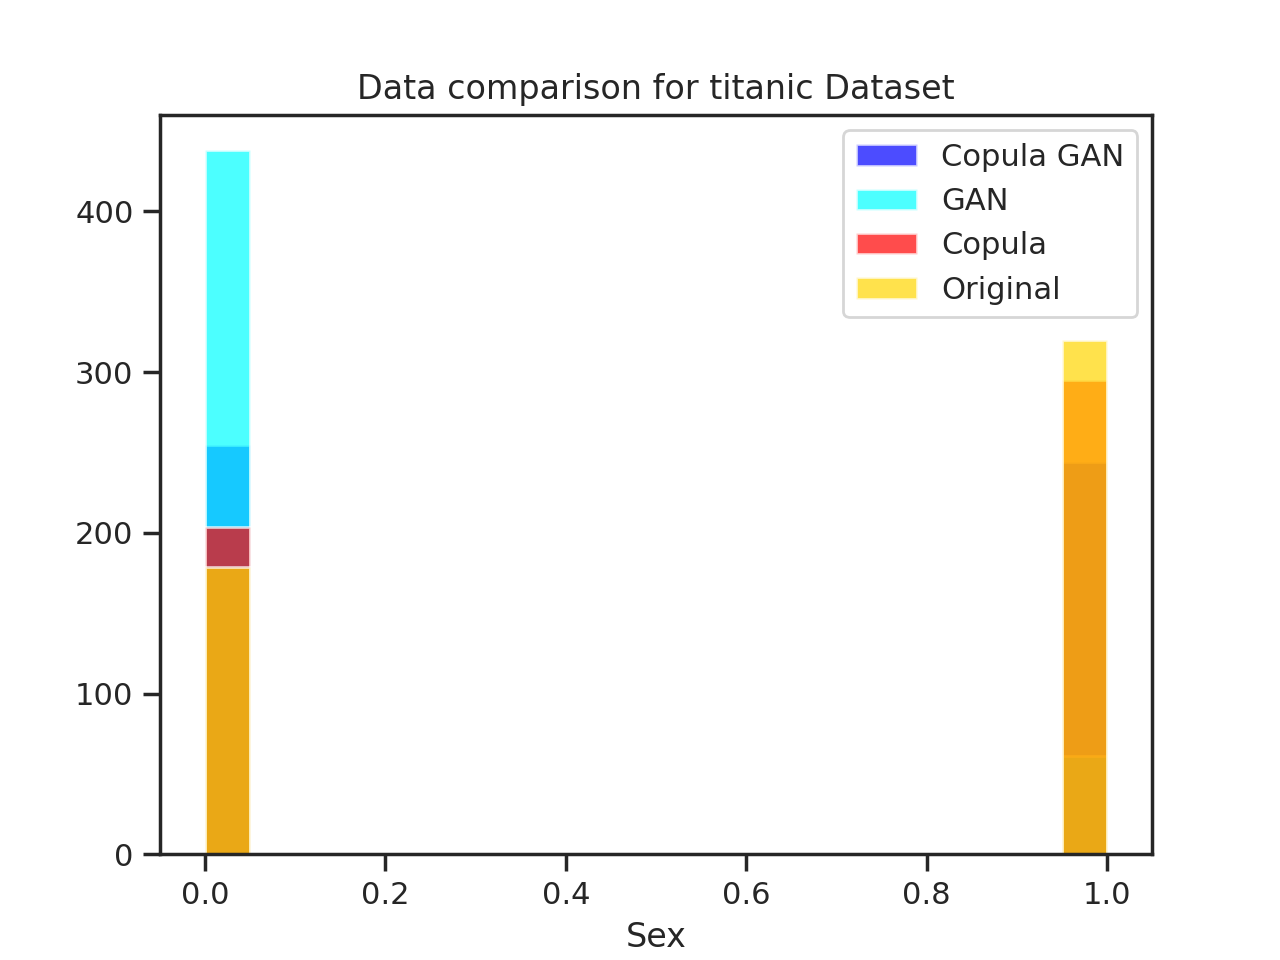 Data comparison for titanic Dataset
Copula GAN
GAN
Copula
Original
400
300
200
100
0
0.0 0.2 0.4 0.6 0.8 1.0
Sex